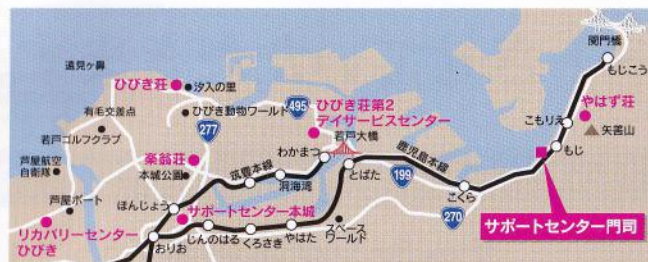 関門橋
もじこう
遠見ヶ鼻
ひびき荘
汐入の里
やはず荘
有毛交差点
ひびき動物ワールド
495
ひびき荘第2
デイサービスセンター
こもりえ
矢筈山
若戸ゴルフクラブ
277
若戸大橋
わかまつ
もじ
芦屋航空
自衛隊
楽翁荘
本城公園
筑豊本線
洞海湾
とばた
鹿児島本線
199
こくら
芦屋ボート
ほんじょう
サポートセンター本城
270
サポートセンター門司
リカバリーセンター
ひびき
おりお
じんのはる
くろさき
やはた
スペース
ワールド